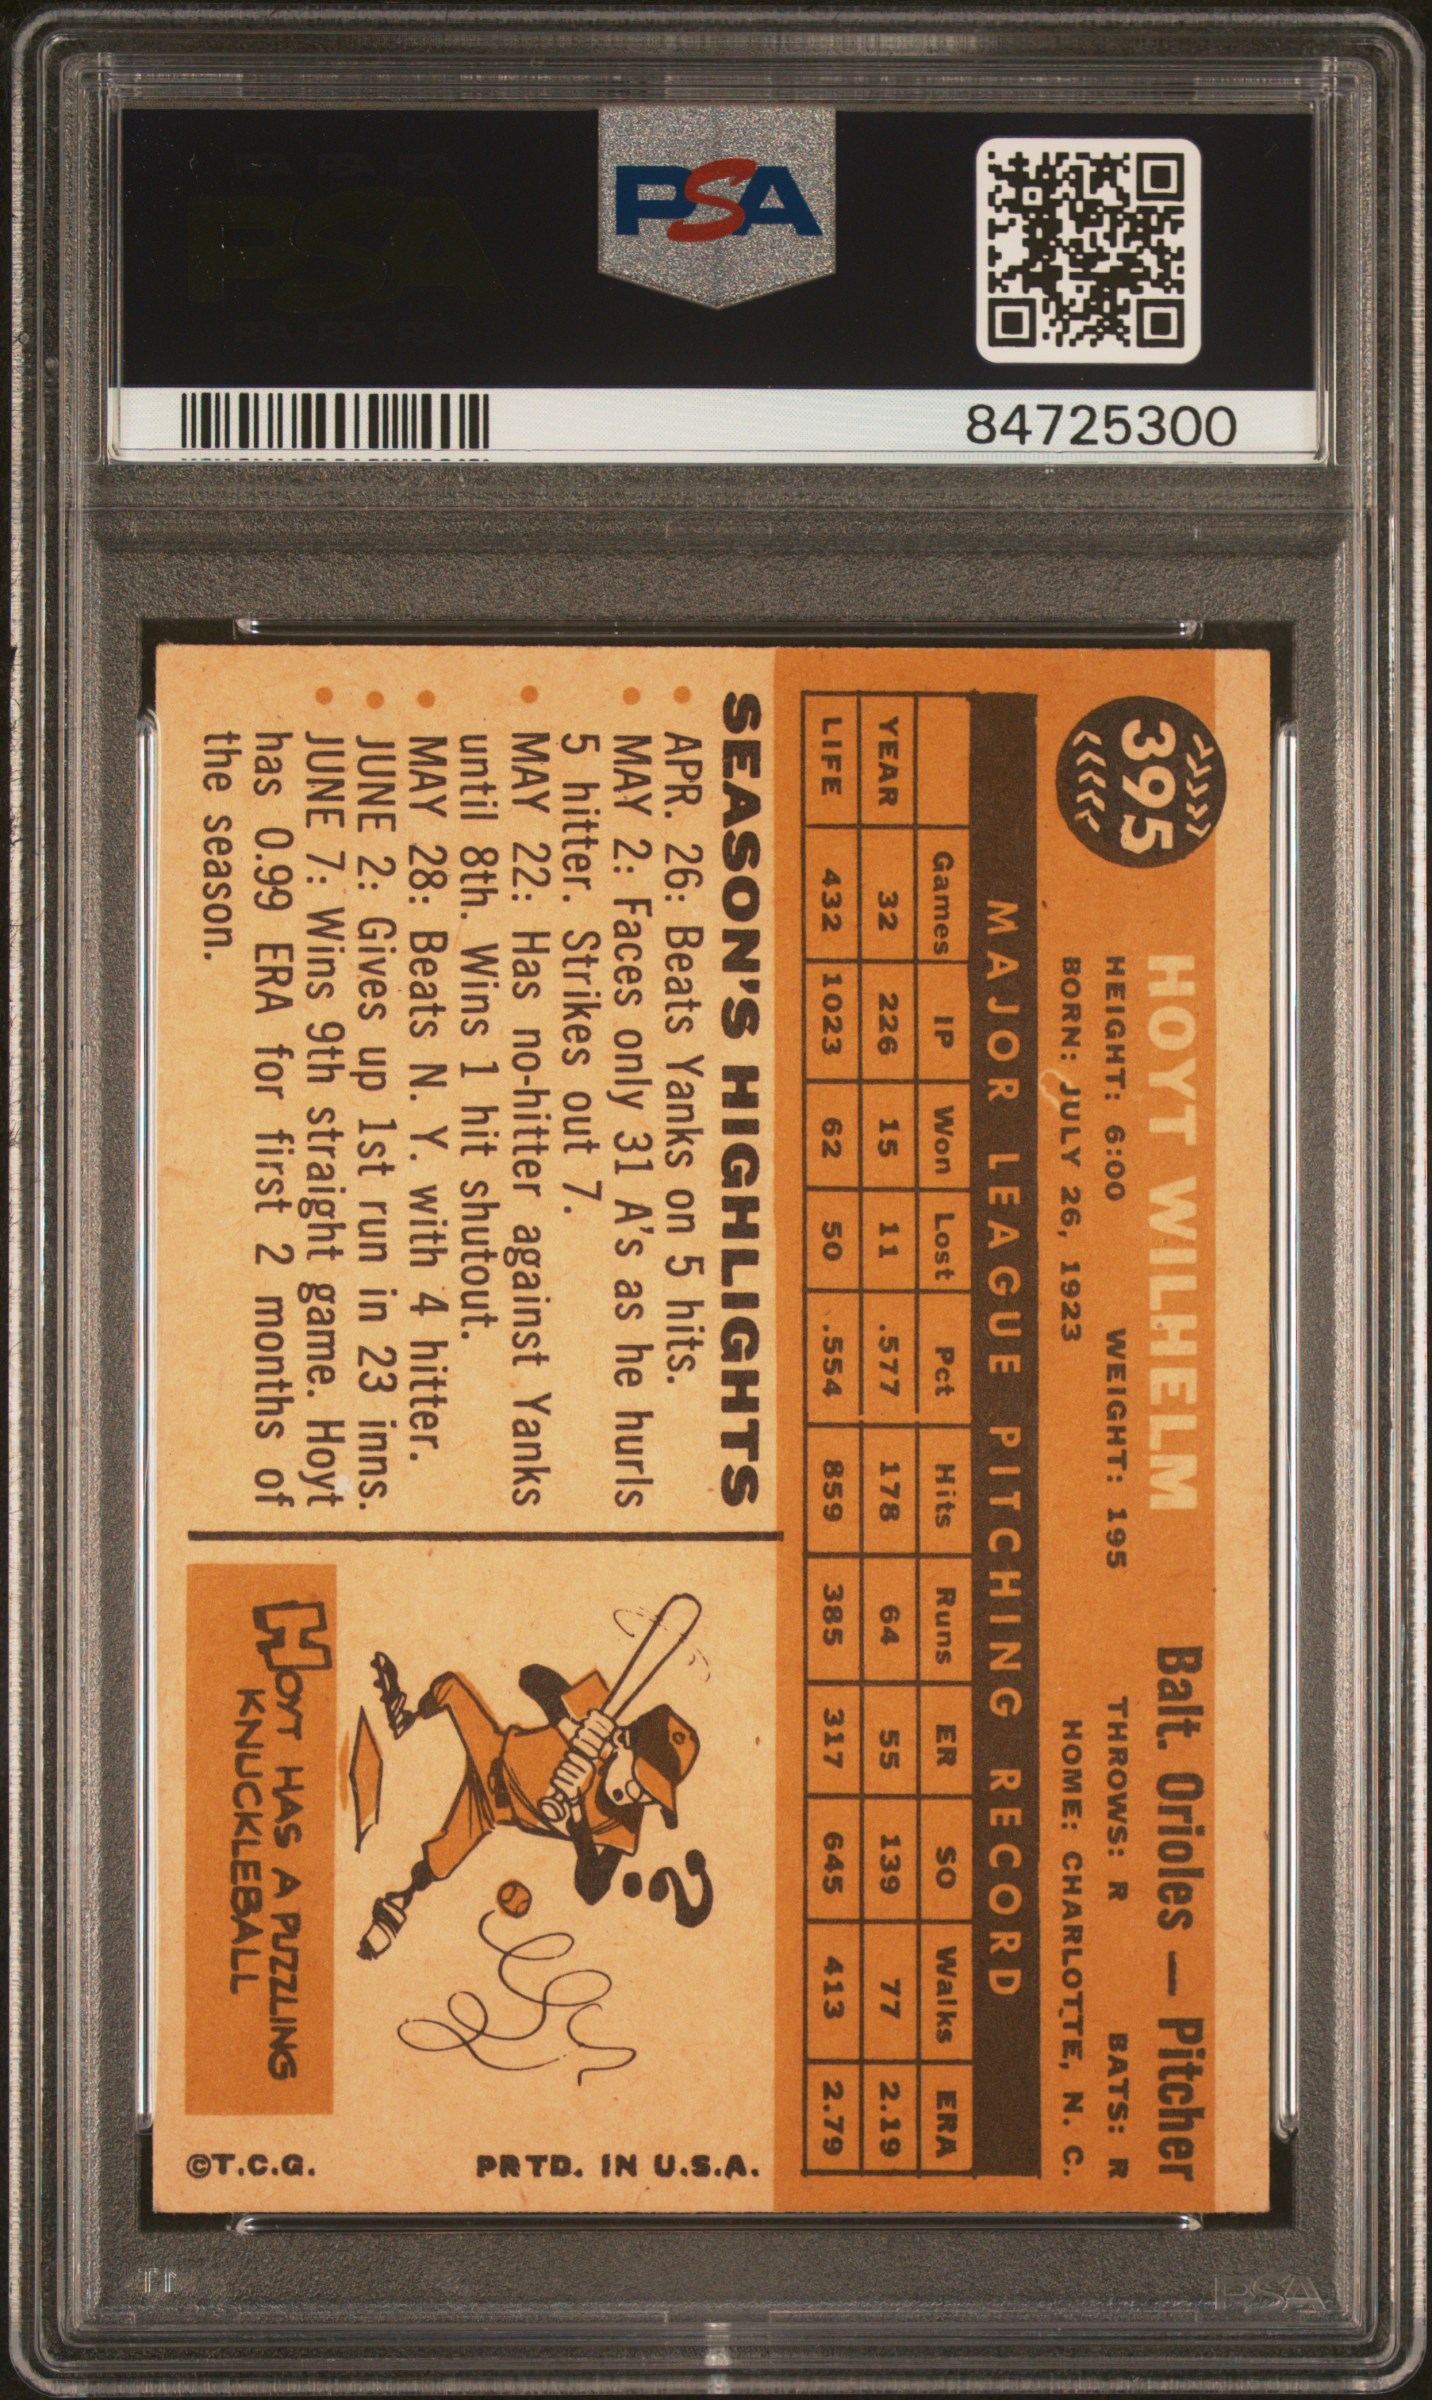 PSA
84725300
395
HOYT WILHELM Balt. Orioles — Pitcher
HEIGHT: 6:00 WEIGHT: 195 THROWS: R BATS: R
BORN: JULY 26, 1923 HOME: CHARLOTTE, N. C.
MAJOR LEAGUE PITCHING RECORD
Games IP Won Lost Pct Hits Runs ER SO Walks ERA
YEAR 32 226 15 11 .577 178 64 55 139 77 2.19
LIFE 432 1023 62 50 .554 859 385 317 645 413 2.79
SEASON'S HIGHLIGHTS
• APR. 26: Beats Yanks on 5 hits.
• MAY 2: Faces only 31 A's as he hurls
5 hitter. Strikes out 7.
• MAY 22: Has no-hitter against Yanks
until 8th. Wins 1 hit shutout.
• MAY 28: Beats N. Y. with 4 hitter.
• JUNE 2: Gives up 1st run in 23 inns.
• JUNE 7: Wins 9th straight game. Hoyt
has 0.99 ERA for first 2 months of
the season.
?
HOYT HAS A PUZZLING
KNUCKLEBALL
PRTD. IN U.S.A.
©T.C.G.
PSA